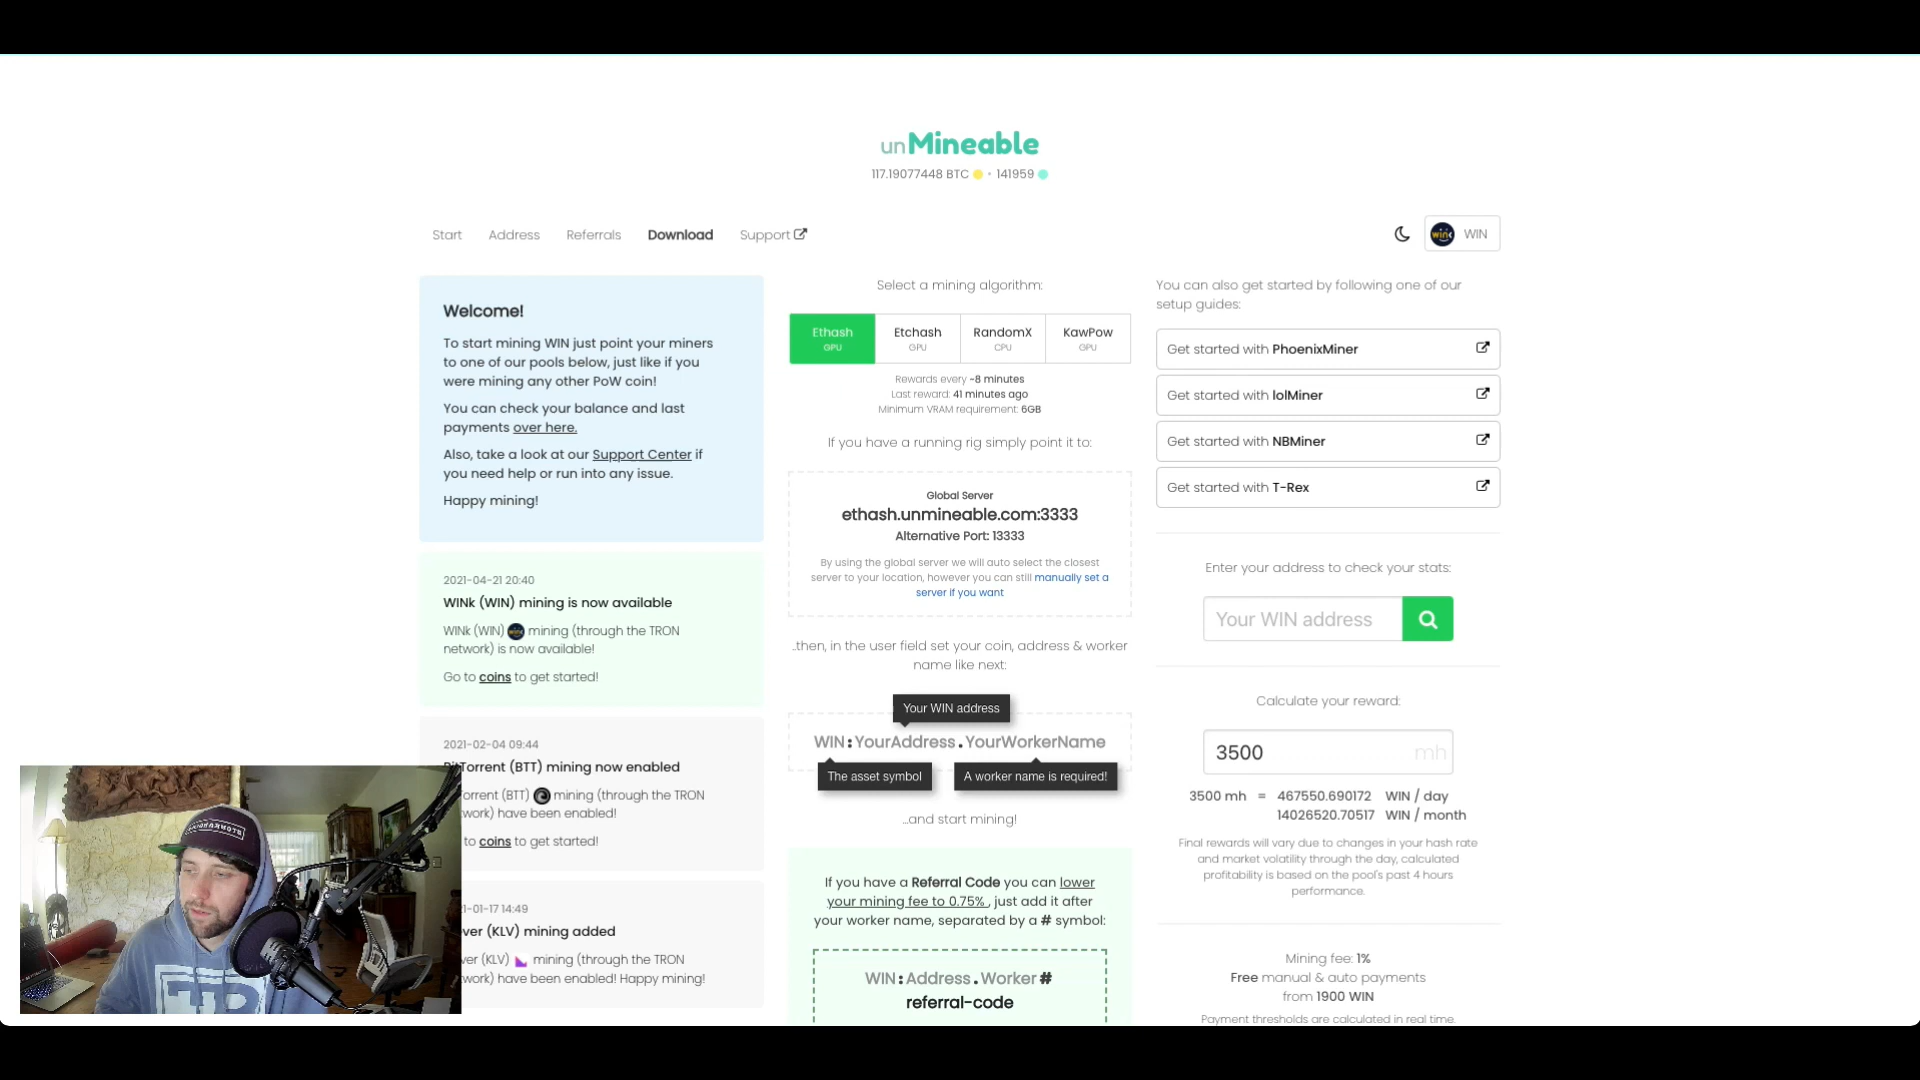 unMineable
117.19077448 BTC • 141959
Start Address Referrals Download Support
WIN
Welcome!
To start mining WIN just point your miners
to one of our pools below, just like if you
were mining any other PoW coin!
You can check your balance and last
payments over here.
Also, take a look at our Support Center if
you need help or run into any issue.
Happy mining!
2021-04-21 20:40
WINk (WIN) mining is now available
WINk (WIN) mining (through the TRON
network) is now available!
Go to coins to get started!
2021-02-04 09:44
BitTorrent (BTT) mining now enabled
orrent (BTT) mining (through the TRON
work) have been enabled!
to coins to get started!
1-01-17 14:49
ver (KLV) mining added
ver (KLV) mining (through the TRON
work) have been enabled! Happy mining!
Select a mining algorithm:
Ethash Etchash RandomX KawPow
GPU GPU CPU GPU
Rewards every ~8 minutes
Last reward: 41 minutes ago
Minimum VRAM requirement: 6GB
If you have a running rig simply point it to:
Global Server
ethash.unmineable.com:3333
Alternative Port: 13333
By using the global server we will auto select the closest
server to your location, however you can still manually set a
server if you want
..then, in the user field set your coin, address & worker
name like next:
Your WIN address
WIN:YourAddress.YourWorkerName
The asset symbol
A worker name is required!
...and start mining!
If you have a Referral Code you can lower
your mining fee to 0.75% , just add it after
your worker name, separated by a # symbol:
WIN:Address.Worker#
referral-code
You can also get started by following one of our
setup guides:
Get started with PhoenixMiner
Get started with lolMiner
Get started with NBMiner
Get started with T-Rex
Enter your address to check your stats:
Your WIN address
Calculate your reward:
3500 mh
3500 mh = 467550.690172 WIN / day
14026520.70517 WIN / month
Final rewards will vary due to changes in your hash rate
and market volatility through the day, calculated
profitability is based on the pool's past 4 hours
performance.
Mining fee: 1%
Free manual & auto payments
from 1900 WIN
Payment thresholds are calculated in real time.